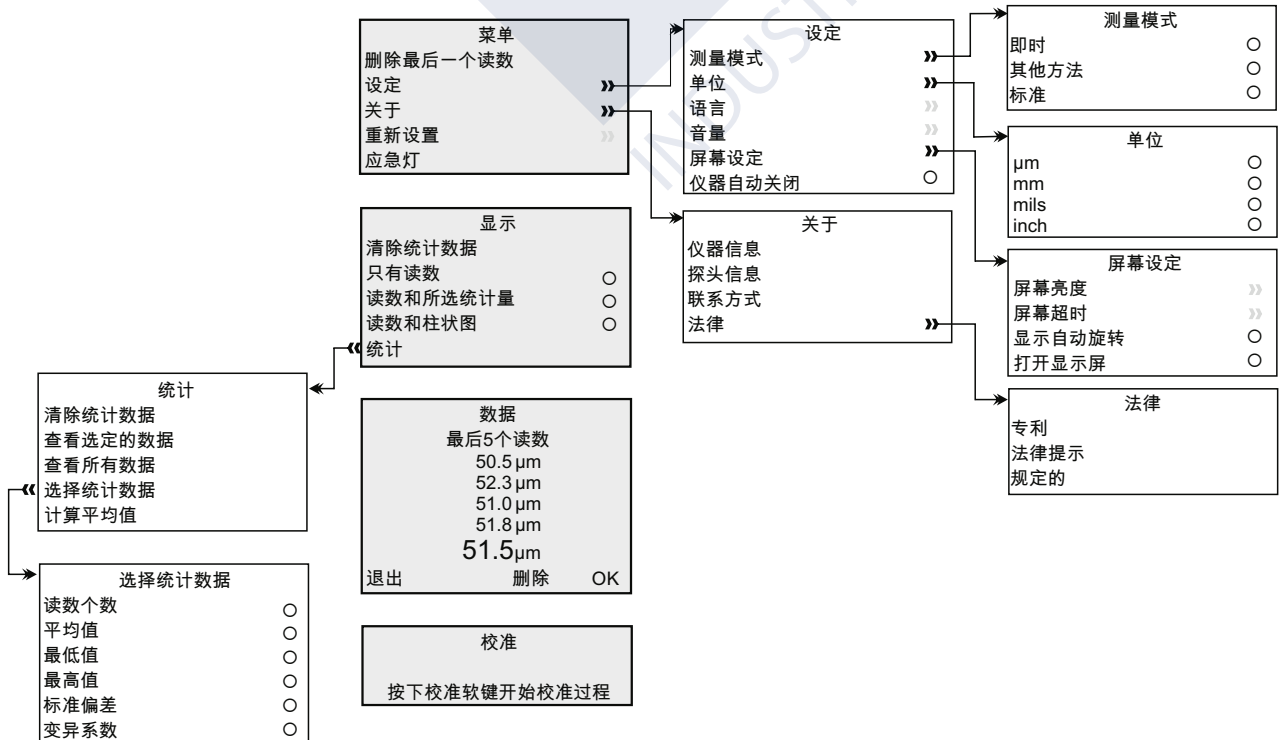 菜单
删除最后一个读数
设定
关于
重新设置
应急灯
设定
测量模式
单位
语言
音量
屏幕设定
仪器自动关闭
测量模式
即时
其他方法
标准
单位
µm
mm
mils
inch
显示
清除统计数据
只有读数
读数和所选统计量
读数和柱状图
统计
关于
仪器信息
探头信息
联系方式
法律
屏幕设定
屏幕亮度
屏幕超时
显示自动旋转
打开显示屏
法律
专利
法律提示
规定的
统计
清除统计数据
查看选定的数据
查看所有数据
选择统计数据
计算平均值
数据
最后5个读数
50.5 µm
52.3 µm
51.0 µm
51.8 µm
51.5µm
退出 删除 OK
选择统计数据
读数个数
平均值
最低值
最高值
标准偏差
变异系数
校准
按下校准软键开始校准过程
INDUSTR